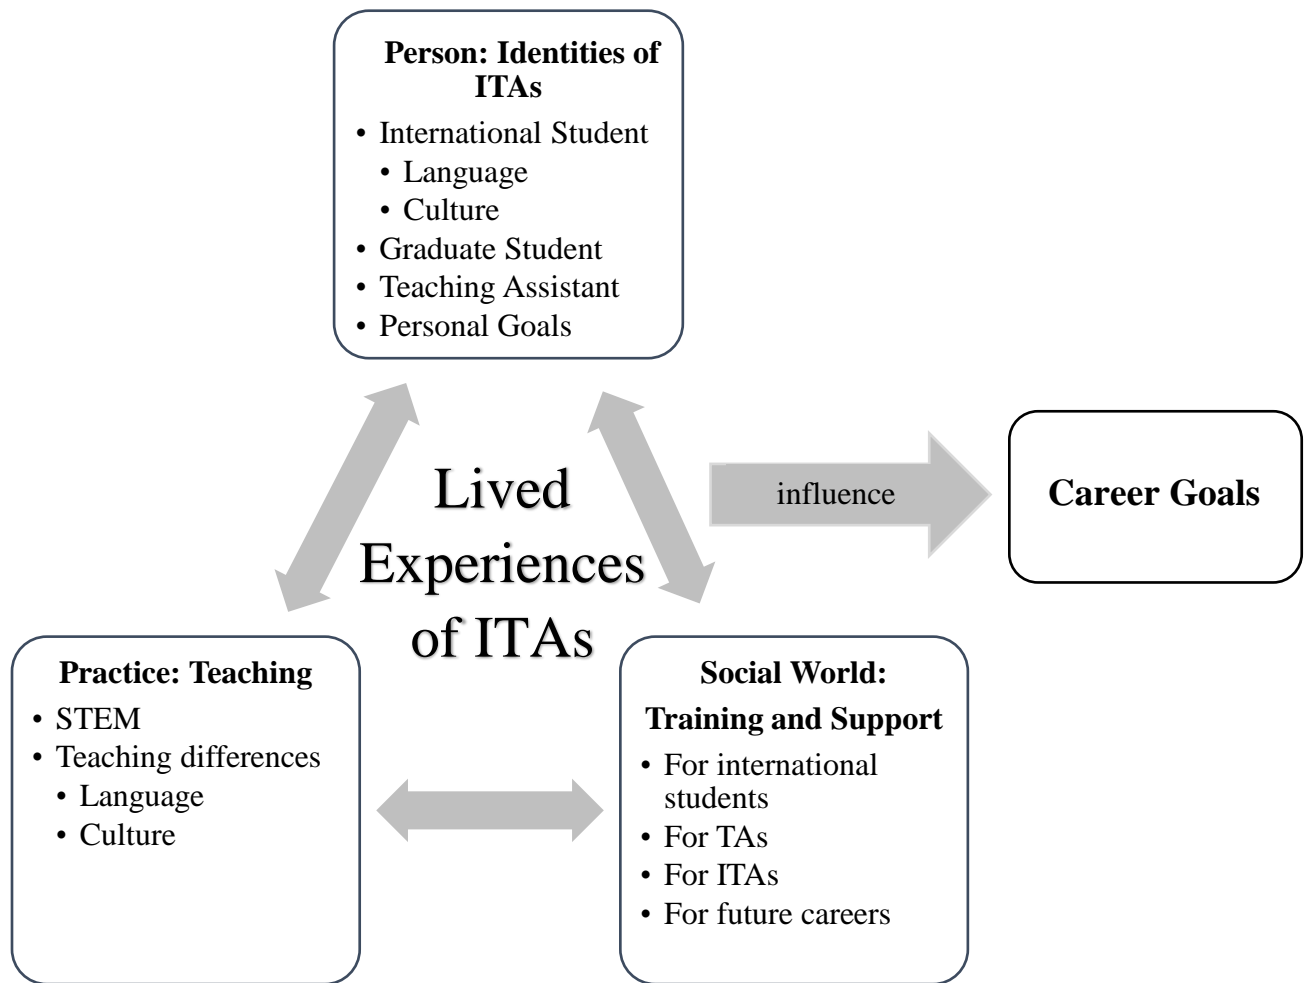 Person: Identities of
ITAs
• International Student
• Language
• Culture
• Graduate Student
• Teaching Assistant
• Personal Goals
Lived
Experiences
of ITAs
influence
Career Goals
Practice: Teaching
• STEM
• Teaching differences
• Language
• Culture
Social World:
Training and Support
• For international
students
• For TAs
• For ITAs
• For future careers